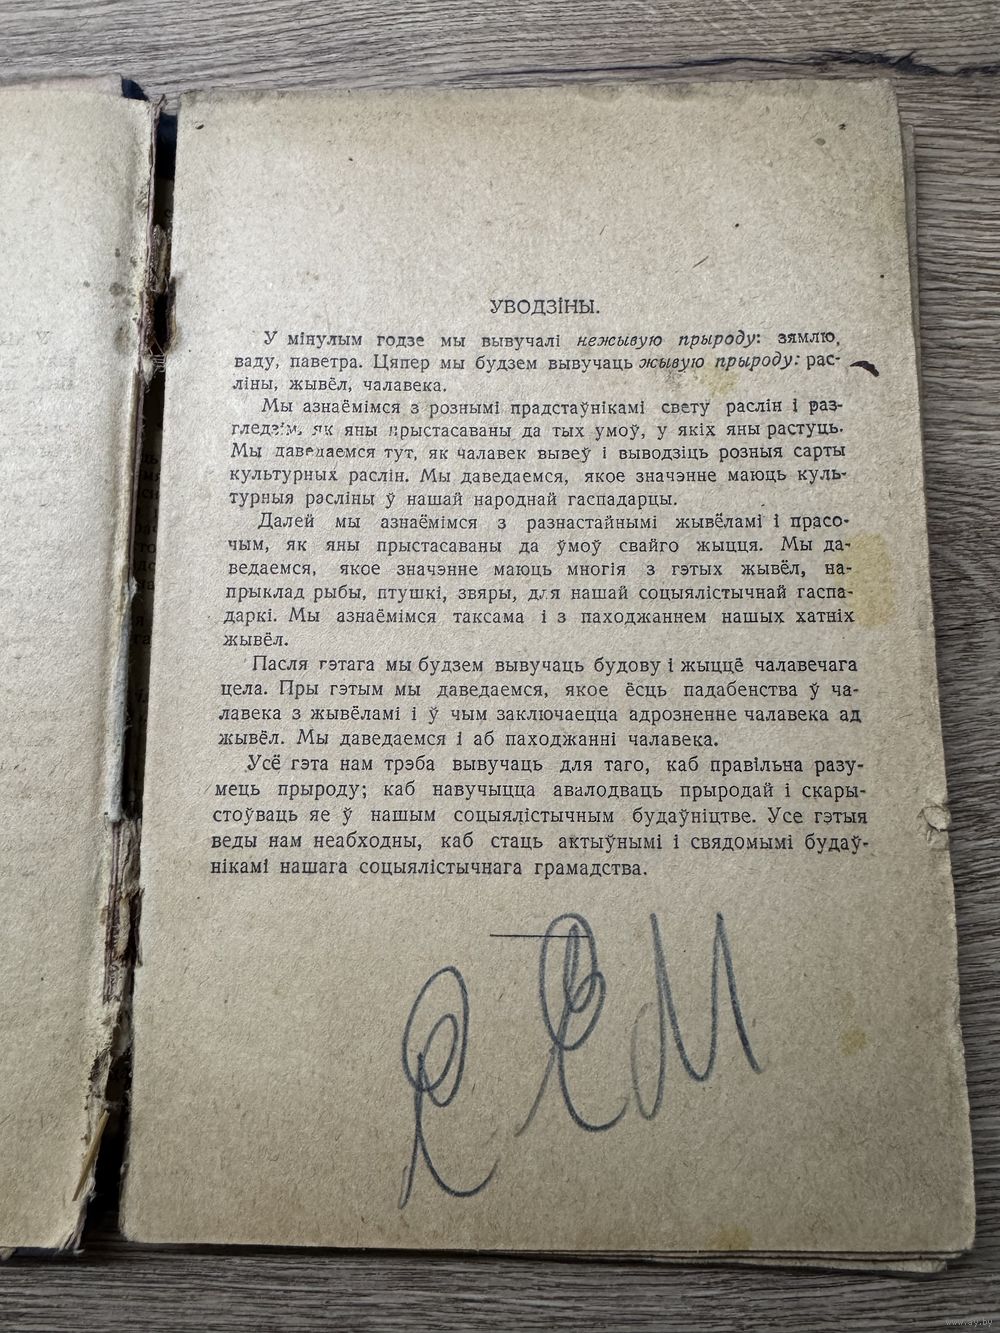 УВОДЗІНЫ.
У мінулым годзе мы вывучалі нежывую прыроду: зямлю,
ваду, паветра. Цяпер мы будзем вывучаць жывую прыроду: рас-
ліны, жывёл, чалавека.
Мы азнаёмімся з рознымі прадстаўнікамі свету раслін і раз-
гледзім, як яны прыстасаваны да тых умоў, у якіх яны растуць.
Мы даведаемся тут, як чалавек вывеў і выводзіць розныя сарты
культурных раслін. Мы даведаемся, якое значэнне маюць куль-
турныя расліны ў нашай народнай гаспадарцы.
Далей мы азнаёмімся з разнастайнымі жывёламі і прасо-
чым, як яны прыстасаваны да ўмоў свайго жыцця. Мы да-
ведаемся, якое значэнне маюць многія з гэтых жывёл, на-
прыклад рыбы, птушкі, звяры, для нашай соцыялістычнай гаспа-
даркі. Мы азнаёмімся таксама і з паходжаннем нашых хатніх
жывёл.
Пасля гэтага мы будзем вывучаць будову і жыццё чалавечага
цела. Пры гэтым мы даведаемся, якое ёсць падабенства ў ча-
лавека з жывёламі і ў чым заключаецца адрозненне чалавека ад
жывёл. Мы даведаемся і аб паходжанні чалавека.
Усё гэта нам трэба вывучаць для таго, каб правільна разу-
мець прыроду; каб навучыцца авалодваць прыродай і скары-
стоўваць яе ў нашым соцыялістычным будаўніцтве. Усе гэтыя
веды нам неабходны, каб стаць актыўнымі і свядомымі будаў-
нікамі нашага соцыялістычнага грамадства.
www.ay.by